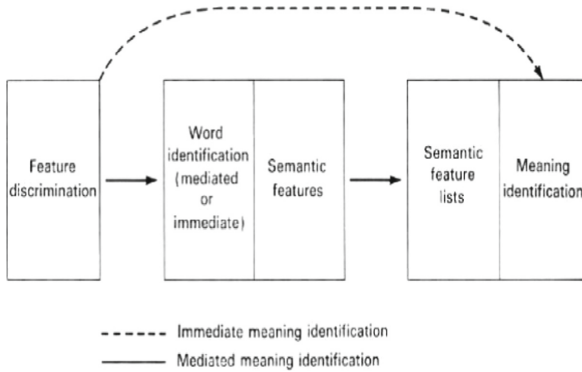 Feature
discrimination
Word
identification
(mediated
or
immediate)
Semantic
features
Semantic
feature
lists
Meaning
identification
Immediate meaning identification
Mediated meaning identification